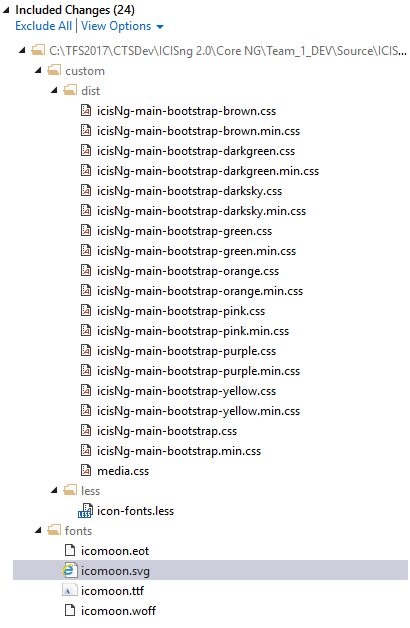 Included Changes (24)
Exclude All | View Options
C:\TFS2017\CTSDev\ICISng 2.0\Core NG\Team_1_DEV\Source\ICIS...
custom
dist
icisNg-main-bootstrap-brown.css
icisNg-main-bootstrap-brown.min.css
icisNg-main-bootstrap-darkgreen.css
icisNg-main-bootstrap-darkgreen.min.css
icisNg-main-bootstrap-darksky.css
icisNg-main-bootstrap-darksky.min.css
icisNg-main-bootstrap-green.css
icisNg-main-bootstrap-green.min.css
icisNg-main-bootstrap-orange.css
icisNg-main-bootstrap-orange.min.css
icisNg-main-bootstrap-pink.css
icisNg-main-bootstrap-pink.min.css
icisNg-main-bootstrap-purple.css
icisNg-main-bootstrap-purple.min.css
icisNg-main-bootstrap-yellow.css
icisNg-main-bootstrap-yellow.min.css
icisNg-main-bootstrap.css
icisNg-main-bootstrap.min.css
media.css
less
icon-fonts.less
fonts
icomoon.eot
icomoon.svg
icomoon.ttf
icomoon.woff